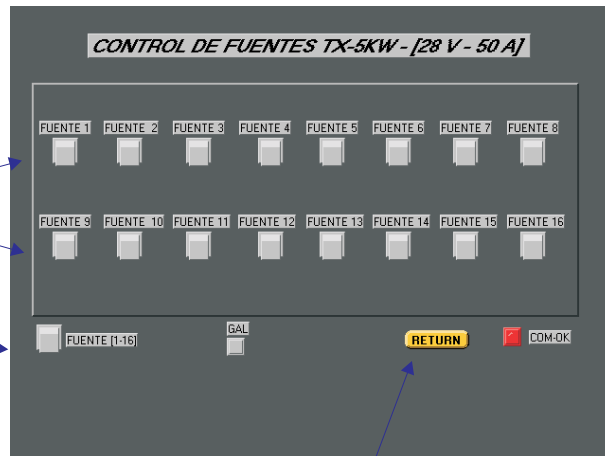 CONTROL DE FUENTES TX-5KW - [28 V - 50 A]
FUENTE 1 FUENTE 2 FUENTE 3 FUENTE 4 FUENTE 5 FUENTE 6 FUENTE 7 FUENTE 8
FUENTE 9 FUENTE 10 FUENTE 11 FUENTE 12 FUENTE 13 FUENTE 14 FUENTE 15 FUENTE 16
FUENTE [1-16] GAL RETURN COM-OK